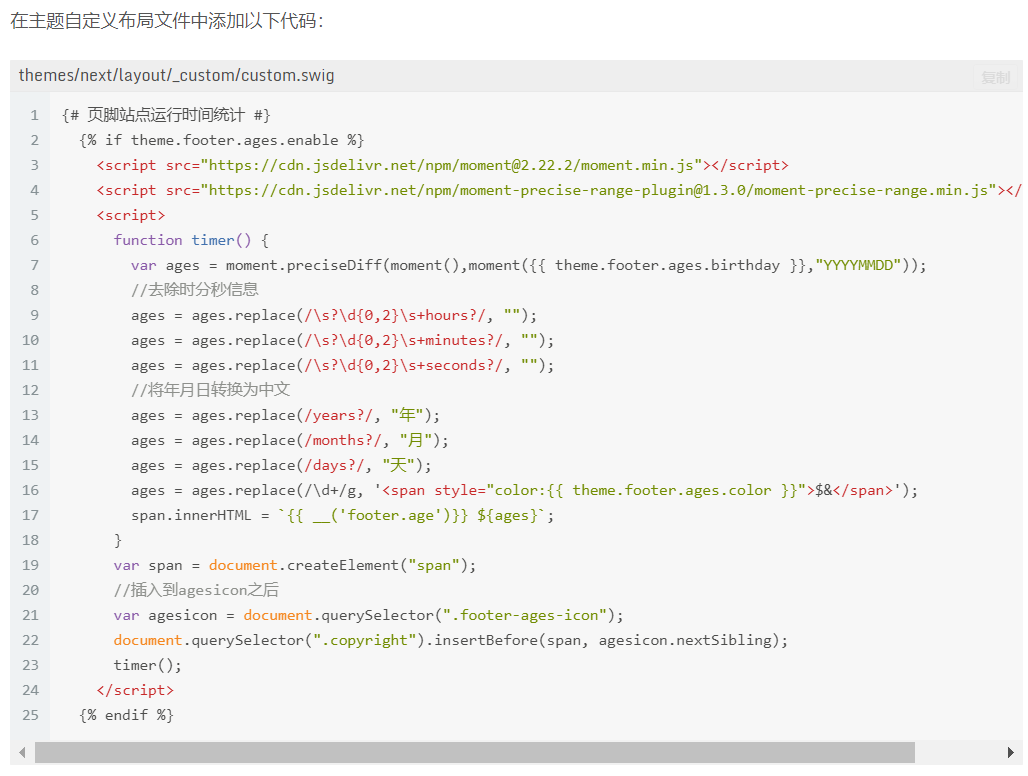 在主题自定义布局文件中添加以下代码：
themes/next/layout/_custom/custom.swig 复制
1 {# 页脚站点运行时间统计 #}
2 {% if theme.footer.ages.enable %}
3 <script src="https://cdn.jsdelivr.net/npm/moment@2.22.2/moment.min.js"></script>
4 <script src="https://cdn.jsdelivr.net/npm/moment-precise-range-plugin@1.3.0/moment-precise-range.min.js"></
5 <script>
6 function timer() {
7 var ages = moment.preciseDiff(moment(),moment({{ theme.footer.ages.birthday }},"YYYYMMDD"));
8 //去除时分秒信息
9 ages = ages.replace(/\s?\d{0,2}\s+hours?/, "");
10 ages = ages.replace(/\s?\d{0,2}\s+minutes?/, "");
11 ages = ages.replace(/\s?\d{0,2}\s+seconds?/, "");
12 //将年月日转换为中文
13 ages = ages.replace(/years?/, "年");
14 ages = ages.replace(/months?/, "月");
15 ages = ages.replace(/days?/, "天");
16 ages = ages.replace(/\d+/g, '<span style="color:{{ theme.footer.ages.color }}">$&</span>');
17 span.innerHTML = `{{ __('footer.age')}} ${ages}`;
18 }
19 var span = document.createElement("span");
20 //插入到agesicon之后
21 var agesicon = document.querySelector(".footer-ages-icon");
22 document.querySelector(".copyright").insertBefore(span, agesicon.nextSibling);
23 timer();
24 </script>
25 {% endif %}